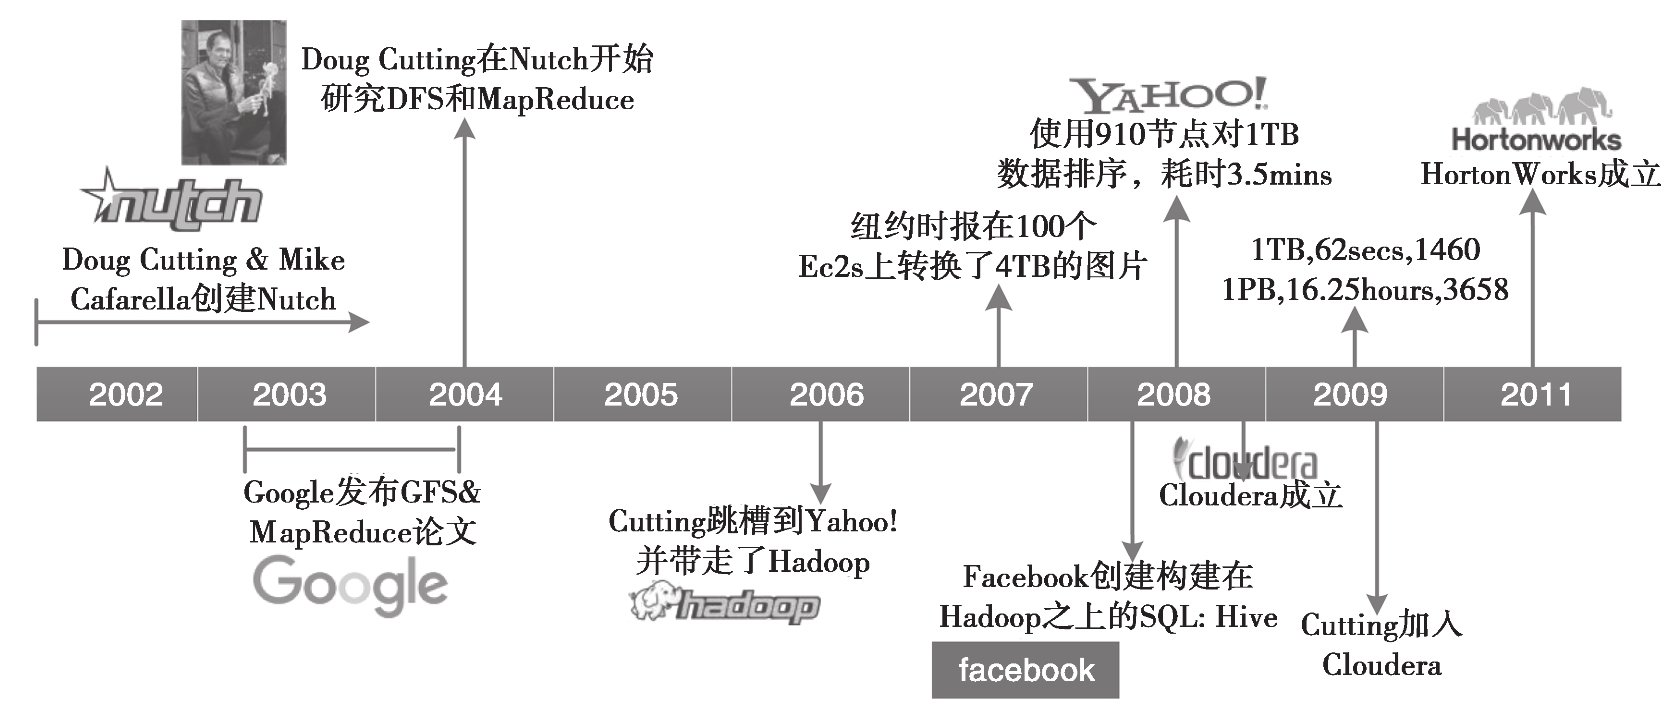 Doug Cutting在Nutch开始
研究DFS和MapReduce
nutch
Doug Cutting & Mike
Cafarella创建Nutch
YAHOO!
使用910节点对1TB
数据排序，耗时3.5mins
纽约时报在100个
Ec2s上转换了4TB的图片
1TB,62secs,1460
1PB,16.25hours,3658
Hortonworks
HortonWorks成立
2002
2003
2004
2005
2006
2007
2008
2009
2011
Google发布GFS&
MapReduce论文
Google
Cutting跳槽到Yahoo!
并带走了Hadoop
hadoop
cloudera
Cloudera成立
Facebook创建构建在
Hadoop之上的SQL: Hive
facebook
Cutting加入
Cloudera